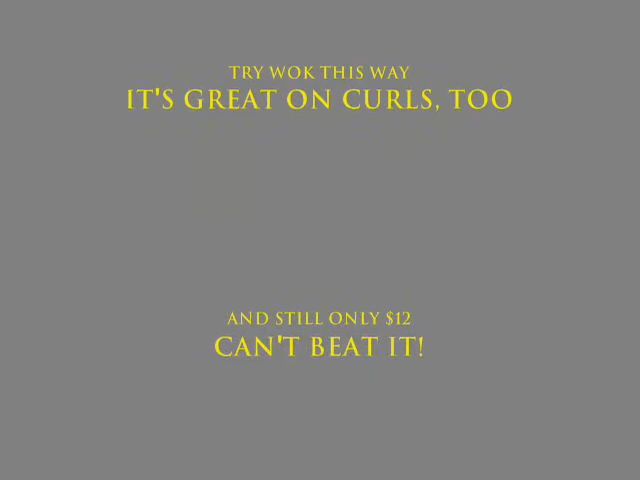 TRY WOK THIS WAY
IT'S GREAT ON CURLS, TOO
AND STILL ONLY $12
CAN'T BEAT IT!